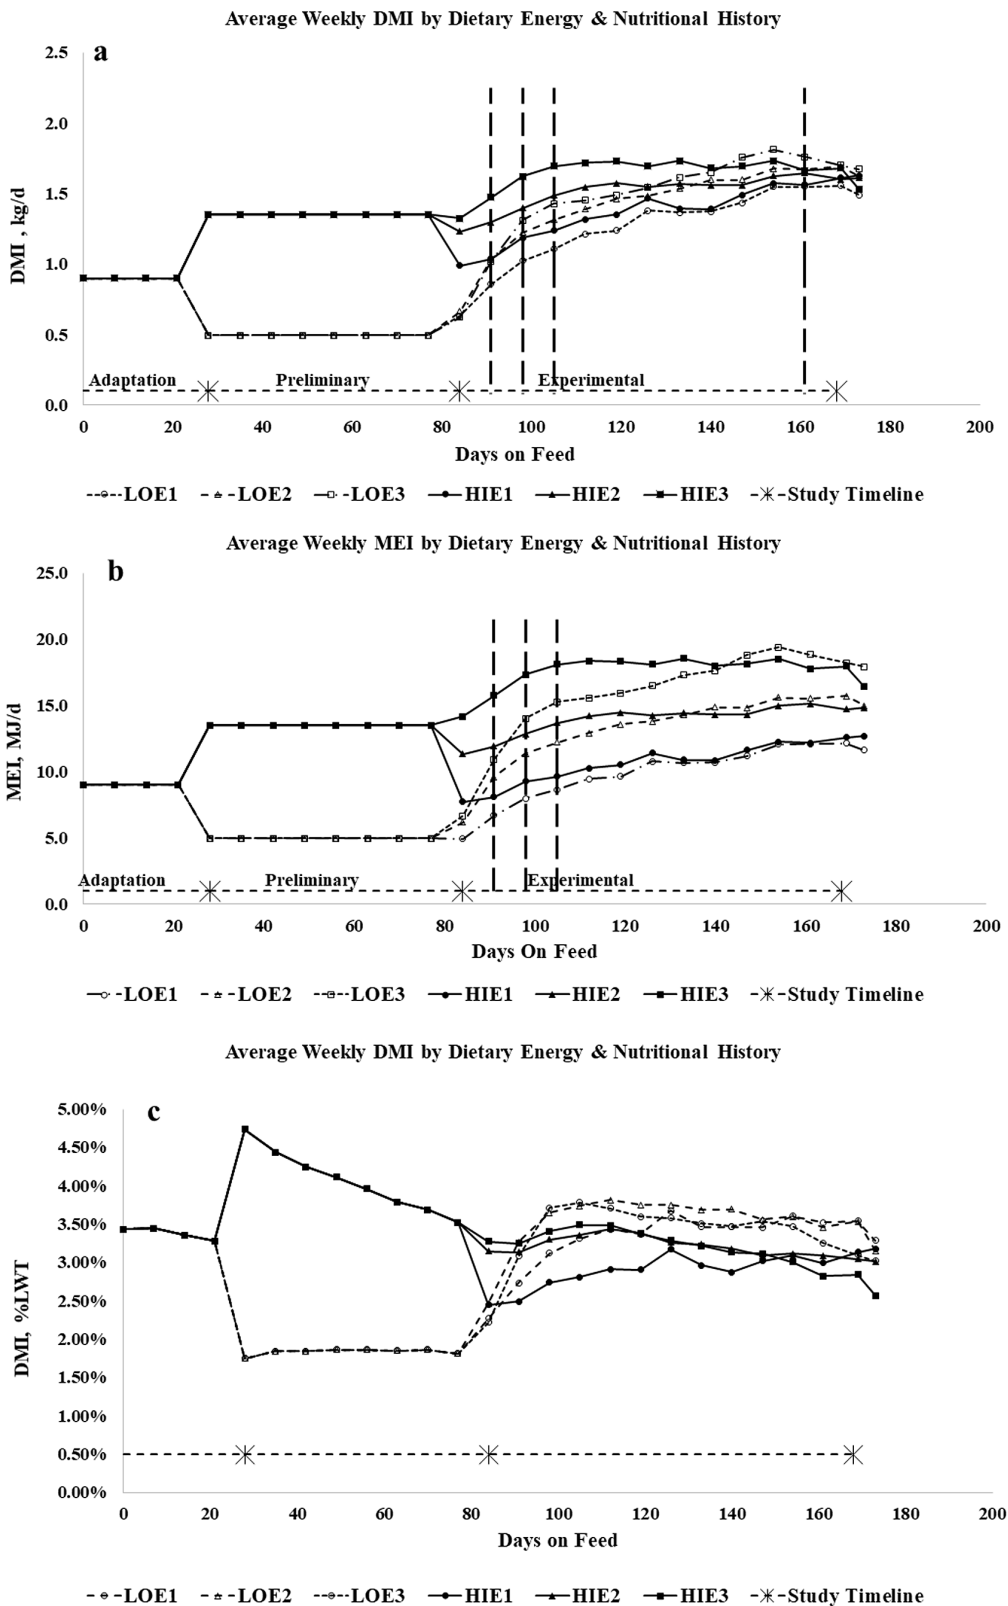 Average Weekly DMI by Dietary Energy & Nutritional History
a
2.5
2.0
1.5
1.0
0.5
0.0
DMI , kg/d
Adaptation Preliminary Experimental
0 20 40 60 80 100 120 140 160 180 200
Days on Feed
LOE1 LOE2 LOE3 HIE1 HIE2 HIE3 Study Timeline
Average Weekly MEI by Dietary Energy & Nutritional History
b
25.0
20.0
15.0
10.0
5.0
0.0
MEI, MJ/d
Adaptation Preliminary Experimental
0 20 40 60 80 100 120 140 160 180 200
Days On Feed
LOE1 LOE2 LOE3 HIE1 HIE2 HIE3 Study Timeline
Average Weekly DMI by Dietary Energy & Nutritional History
c
5.00%
4.50%
4.00%
3.50%
3.00%
2.50%
2.00%
1.50%
1.00%
0.50%
0.00%
DMI, %LWT
0 20 40 60 80 100 120 140 160 180 200
Days on Feed
LOE1 LOE2 LOE3 HIE1 HIE2 HIE3 Study Timeline